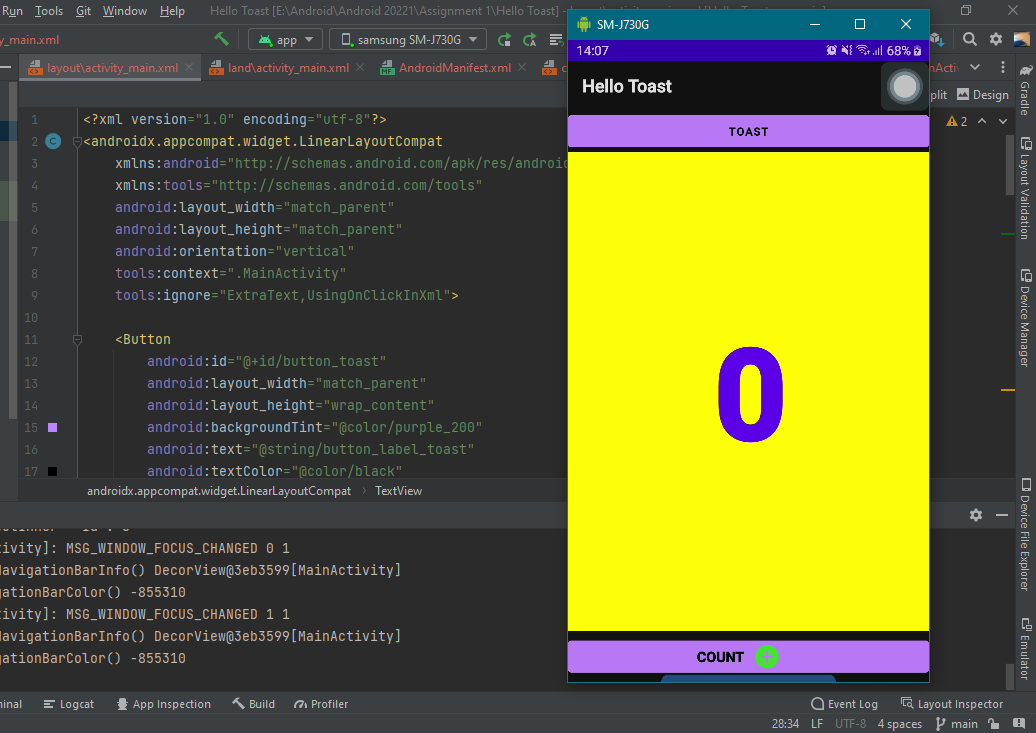 Run Tools Git Window Help Hello Toast [E:\Android\Android 20221\Assignment 1\Hello Toast]
SM-J730G
y_main.xml
app
samsung SM-J730G
14:07
68%
layout\activity_main.xml
land\activity_main.xml
AndroidManifest.xml
Hello Toast
plit
Design
TOAST
2
1 <?xml version="1.0" encoding="utf-8"?>
2 <androidx.appcompat.widget.LinearLayoutCompat
3 xmlns:android="http://schemas.android.com/apk/res/androi
4 xmlns:tools="http://schemas.android.com/tools"
5 android:layout_width="match_parent"
6 android:layout_height="match_parent"
7 android:orientation="vertical"
8 tools:context=".MainActivity"
9 tools:ignore="ExtraText,UsingOnClickInXml">
10
11 <Button
12 android:id="@+id/button_toast"
13 android:layout_width="match_parent"
14 android:layout_height="wrap_content"
15 android:backgroundTint="@color/purple_200"
16 android:text="@string/button_label_toast"
17 android:textColor="@color/black"
0
androidx.appcompat.widget.LinearLayoutCompat
TextView
tivity]: MSG_WINDOW_FOCUS_CHANGED 0 1
NavigationBarInfo() DecorView@3eb3599[MainActivity]
gationBarColor() -855310
tivity]: MSG_WINDOW_FOCUS_CHANGED 1 1
NavigationBarInfo() DecorView@3eb3599[MainActivity]
gationBarColor() -855310
COUNT
Gradle
Layout Validation
Device Manager
Device File Explorer
Emulator
minal
Logcat
App Inspection
Build
Profiler
Event Log
Layout Inspector
28:34 LF UTF-8 4 spaces main